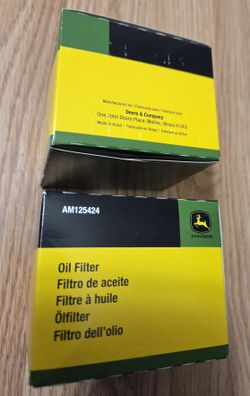 Manufactured for / Fabricado para / Fabriqué pour
Deere & Company
One John Deere Place, Moline, Illinois 61265
Made in Brazil / Fabricado en Brasil / Fabriqué au Brésil
AM125424
JOHN DEERE
Oil Filter
Filtro de aceite
Filtre à huile
Ölfilter
Filtro dell'olio